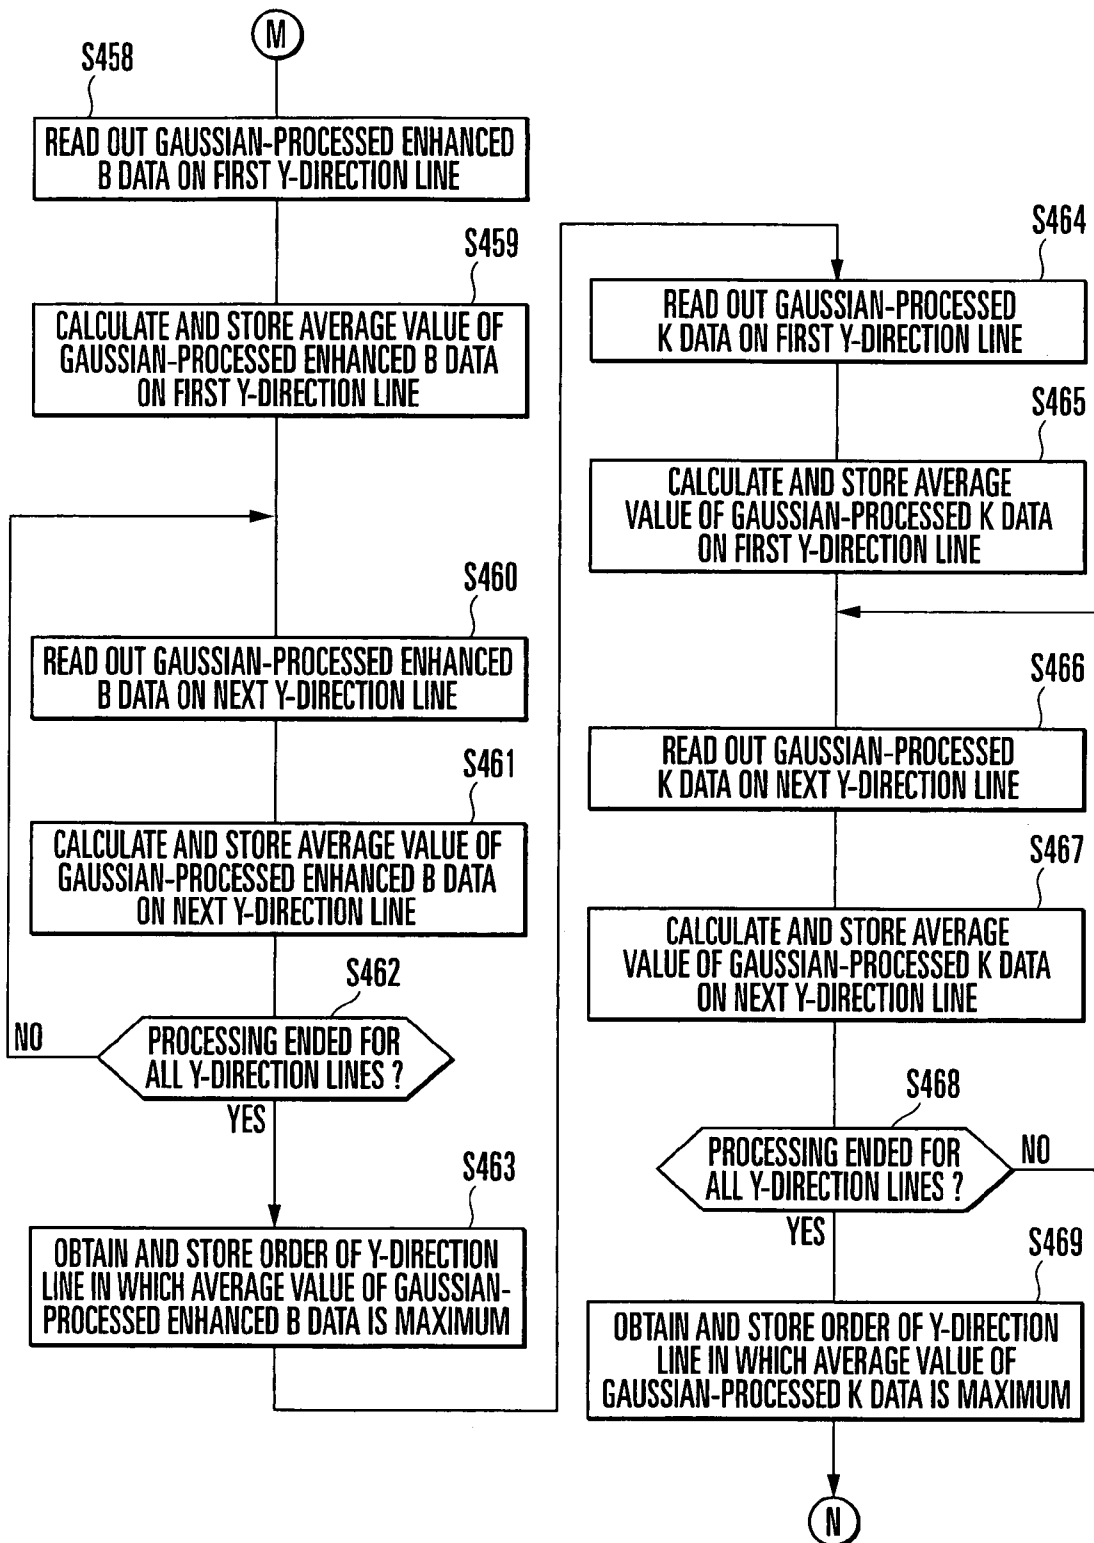 M
S458
READ OUT GAUSSIAN-PROCESSED ENHANCED
B DATA ON FIRST Y-DIRECTION LINE
S459
CALCULATE AND STORE AVERAGE VALUE OF
GAUSSIAN-PROCESSED ENHANCED B DATA
ON FIRST Y-DIRECTION LINE
S460
READ OUT GAUSSIAN-PROCESSED ENHANCED
B DATA ON NEXT Y-DIRECTION LINE
S461
CALCULATE AND STORE AVERAGE VALUE OF
GAUSSIAN-PROCESSED ENHANCED B DATA
ON NEXT Y-DIRECTION LINE
S462
NO
PROCESSING ENDED FOR
ALL Y-DIRECTION LINES ?
YES
S463
OBTAIN AND STORE ORDER OF Y-DIRECTION
LINE IN WHICH AVERAGE VALUE OF GAUSSIAN-
PROCESSED ENHANCED B DATA IS MAXIMUM
S464
READ OUT GAUSSIAN-PROCESSED
K DATA ON FIRST Y-DIRECTION LINE
S465
CALCULATE AND STORE AVERAGE
VALUE OF GAUSSIAN-PROCESSED K DATA
ON FIRST Y-DIRECTION LINE
S466
READ OUT GAUSSIAN-PROCESSED
K DATA ON NEXT Y-DIRECTION LINE
S467
CALCULATE AND STORE AVERAGE
VALUE OF GAUSSIAN-PROCESSED K DATA
ON NEXT Y-DIRECTION LINE
S468
PROCESSING ENDED FOR
ALL Y-DIRECTION LINES ?
NO
YES
S469
OBTAIN AND STORE ORDER OF Y-DIRECTION
LINE IN WHICH AVERAGE VALUE OF
GAUSSIAN-PROCESSED K DATA IS MAXIMUM
N